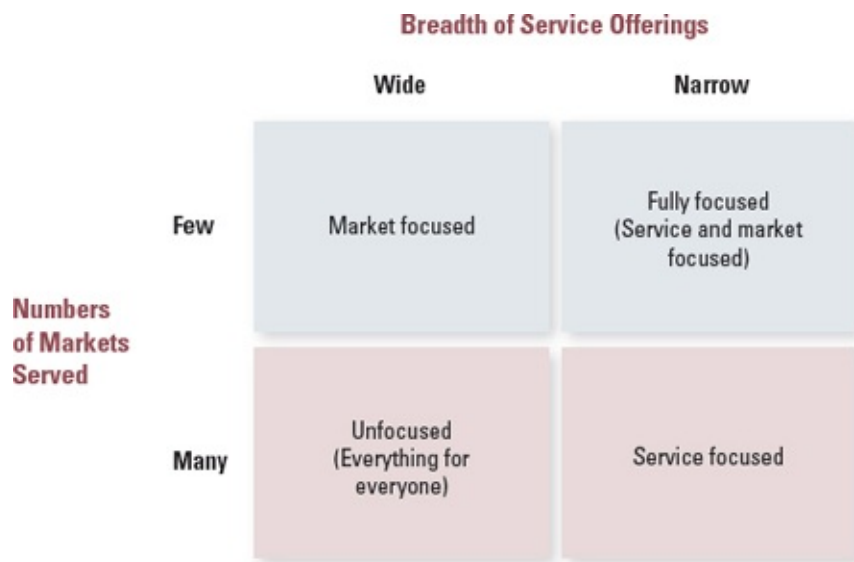 Breadth of Service Offerings
Wide
Narrow
Few
Market focused
Fully focused
(Service and market
focused)
Numbers
of Markets
Served
Many
Unfocused
(Everything for
everyone)
Service focused